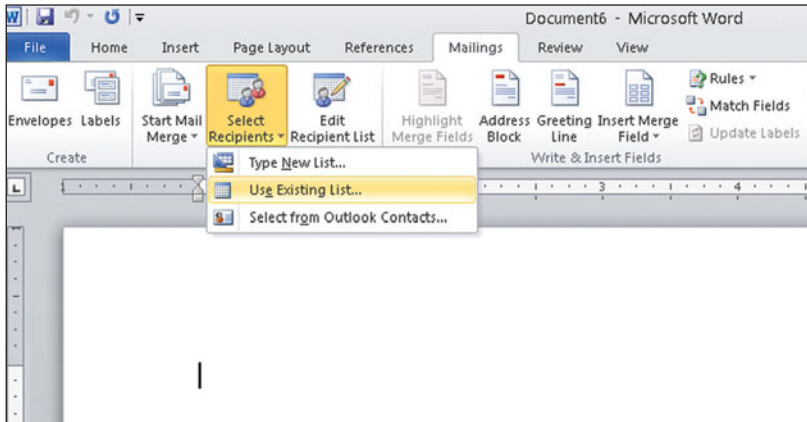 Document6 - Microsoft Word
File Home Insert Page Layout References Mailings Review View
Envelopes Labels Start Mail Merge Select Recipients Edit Recipient List Highlight Merge Fields Address Block Greeting Line Insert Merge Field Rules
Match Fields
Update Labels
Create Write & Insert Fields
Type New List...
Use Existing List...
Select from Outlook Contacts...
1 3 4